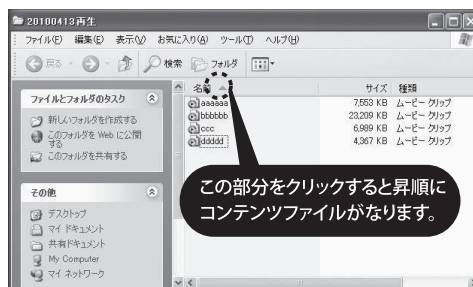 20100413再生
ファイル(F) 編集(E) 表示(V) お気に入り(A) ツール(T) ヘルプ(H)
戻る 検索 フォルダ
ファイルとフォルダのタスク
新しいフォルダを作成する
このフォルダを Web に公開
する
このフォルダを共有する
その他
デスクトップ
マイ ドキュメント
共有ドキュメント
My Computer
マイ ネットワーク
名前 サイズ 種類
aaaaaa 7,553 KB ムービー クリップ
bbbbbb 23,209 KB ムービー クリップ
ccc 6,989 KB ムービー クリップ
ddddd 4,367 KB ムービー クリップ
この部分をクリックすると昇順に
コンテンツファイルがなります。